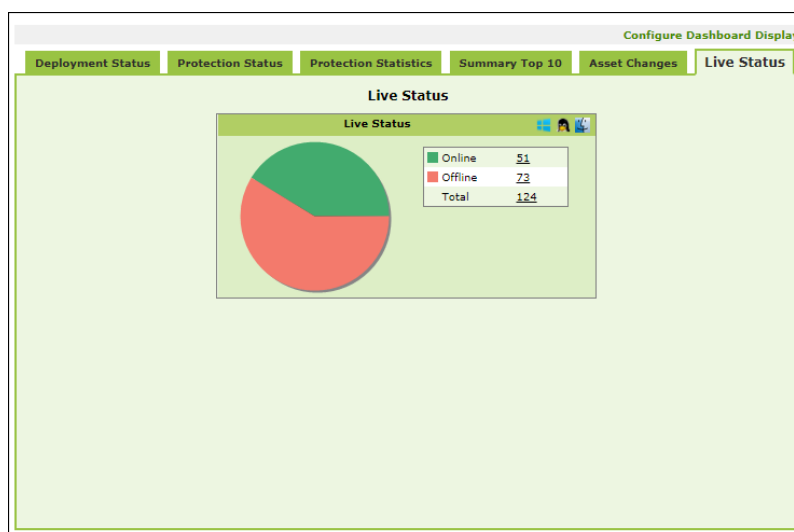 Configure Dashboard Display
Deployment Status Protection Status Protection Statistics Summary Top 10 Asset Changes Live Status
Live Status
Live Status
Online 51
Offline 73
Total 124